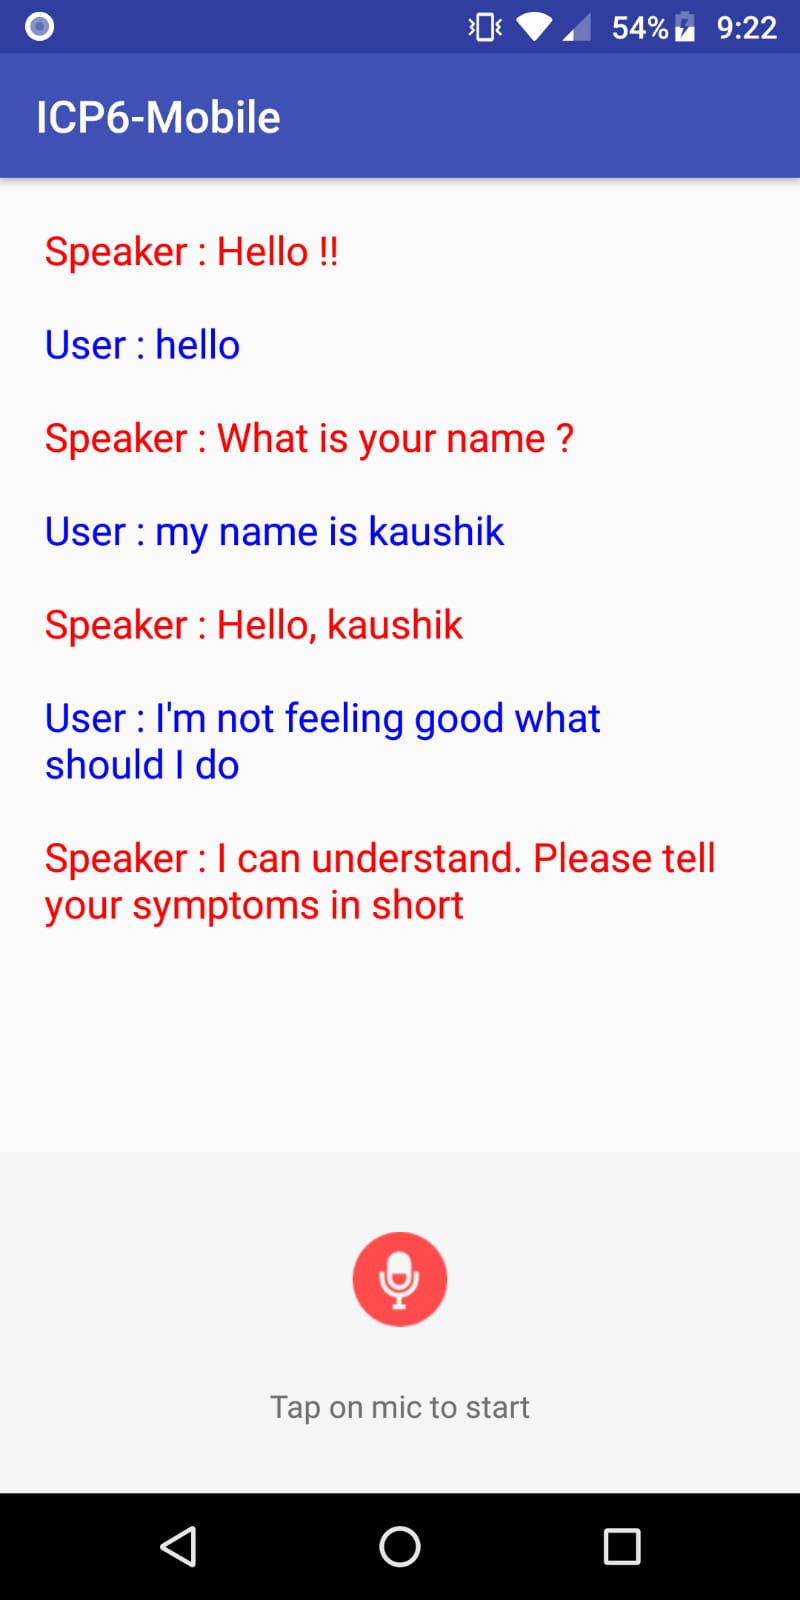 54% 9:22
ICP6-Mobile
Speaker : Hello !!
User : hello
Speaker : What is your name ?
User : my name is kaushik
Speaker : Hello, kaushik
User : I'm not feeling good what
should I do
Speaker : I can understand. Please tell
your symptoms in short
Tap on mic to start